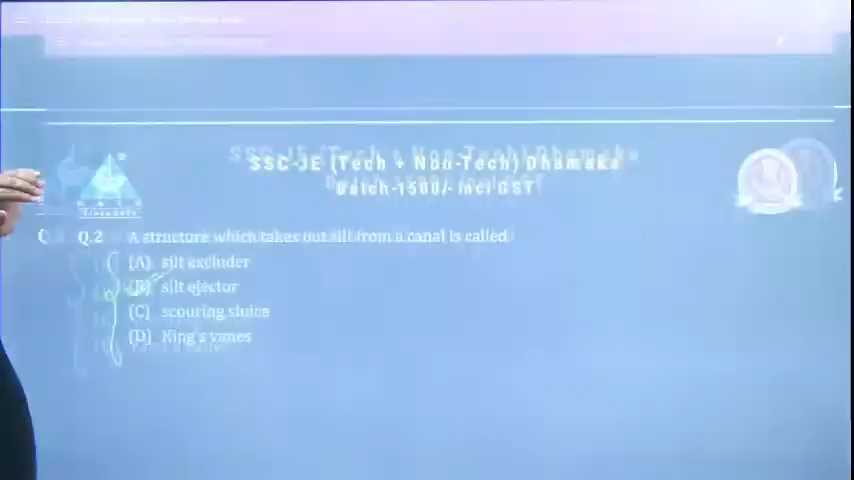 SSC-JE (Tech + Non-Tech) Dhamaka
Batch-1500/- incl GST
Q.2 A structure which takes out silt from a canal is called
(A) silt excluder
(B) silt ejector
(C) scouring sluice
(D) King's vanes